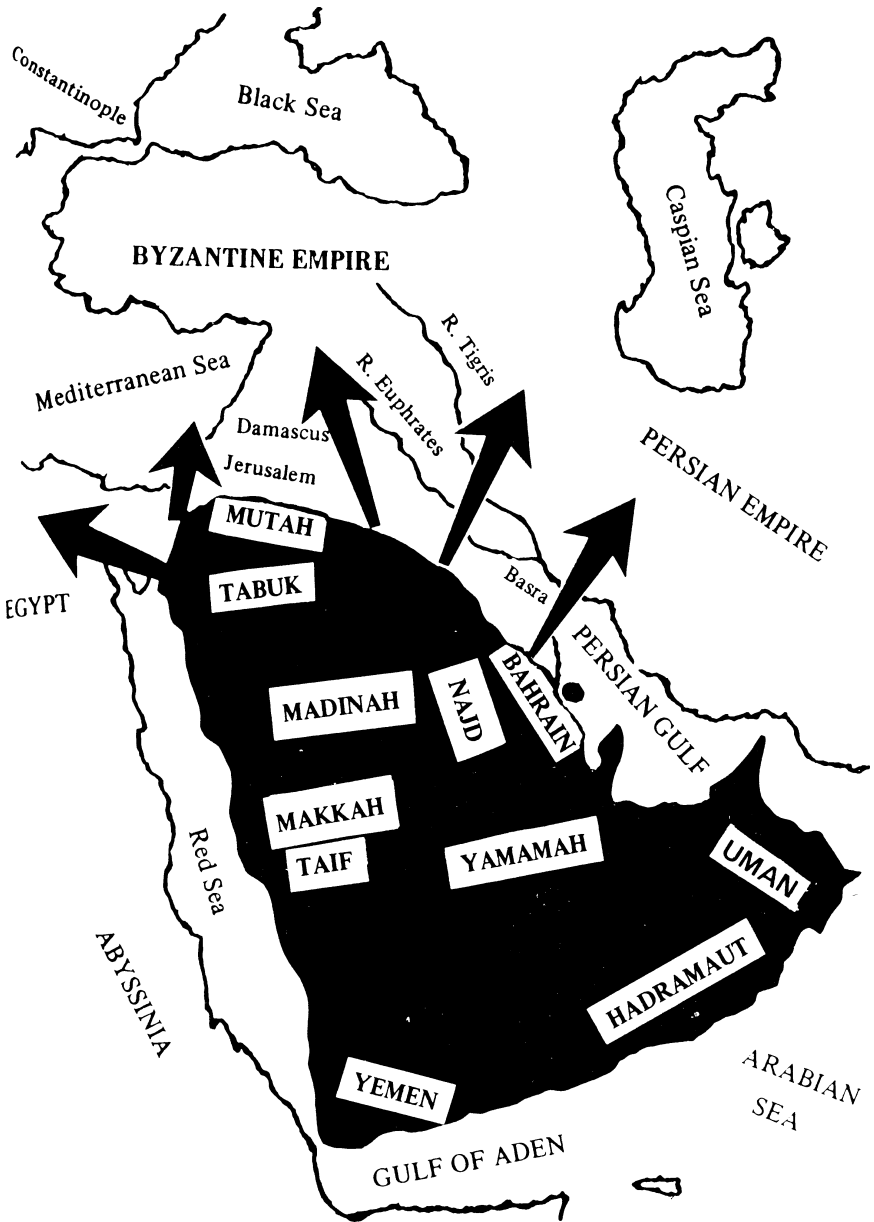 Constantinople
Black Sea
Caspian Sea
BYZANTINE EMPIRE
R. Tigris
Mediterranean Sea
R. Euphrates
Damascus
Jerusalem
PERSIAN EMPIRE
MUTAH
TABUK
EGYPT
Basra
PERSIAN GULF
BAHRAIN
NAJD
MADINAH
MAKKAH
TAIF
YAMAMAH
UMAN
Red Sea
ABYSSINIA
HADRAMAUT
YEMEN
ARABIAN
SEA
GULF OF ADEN